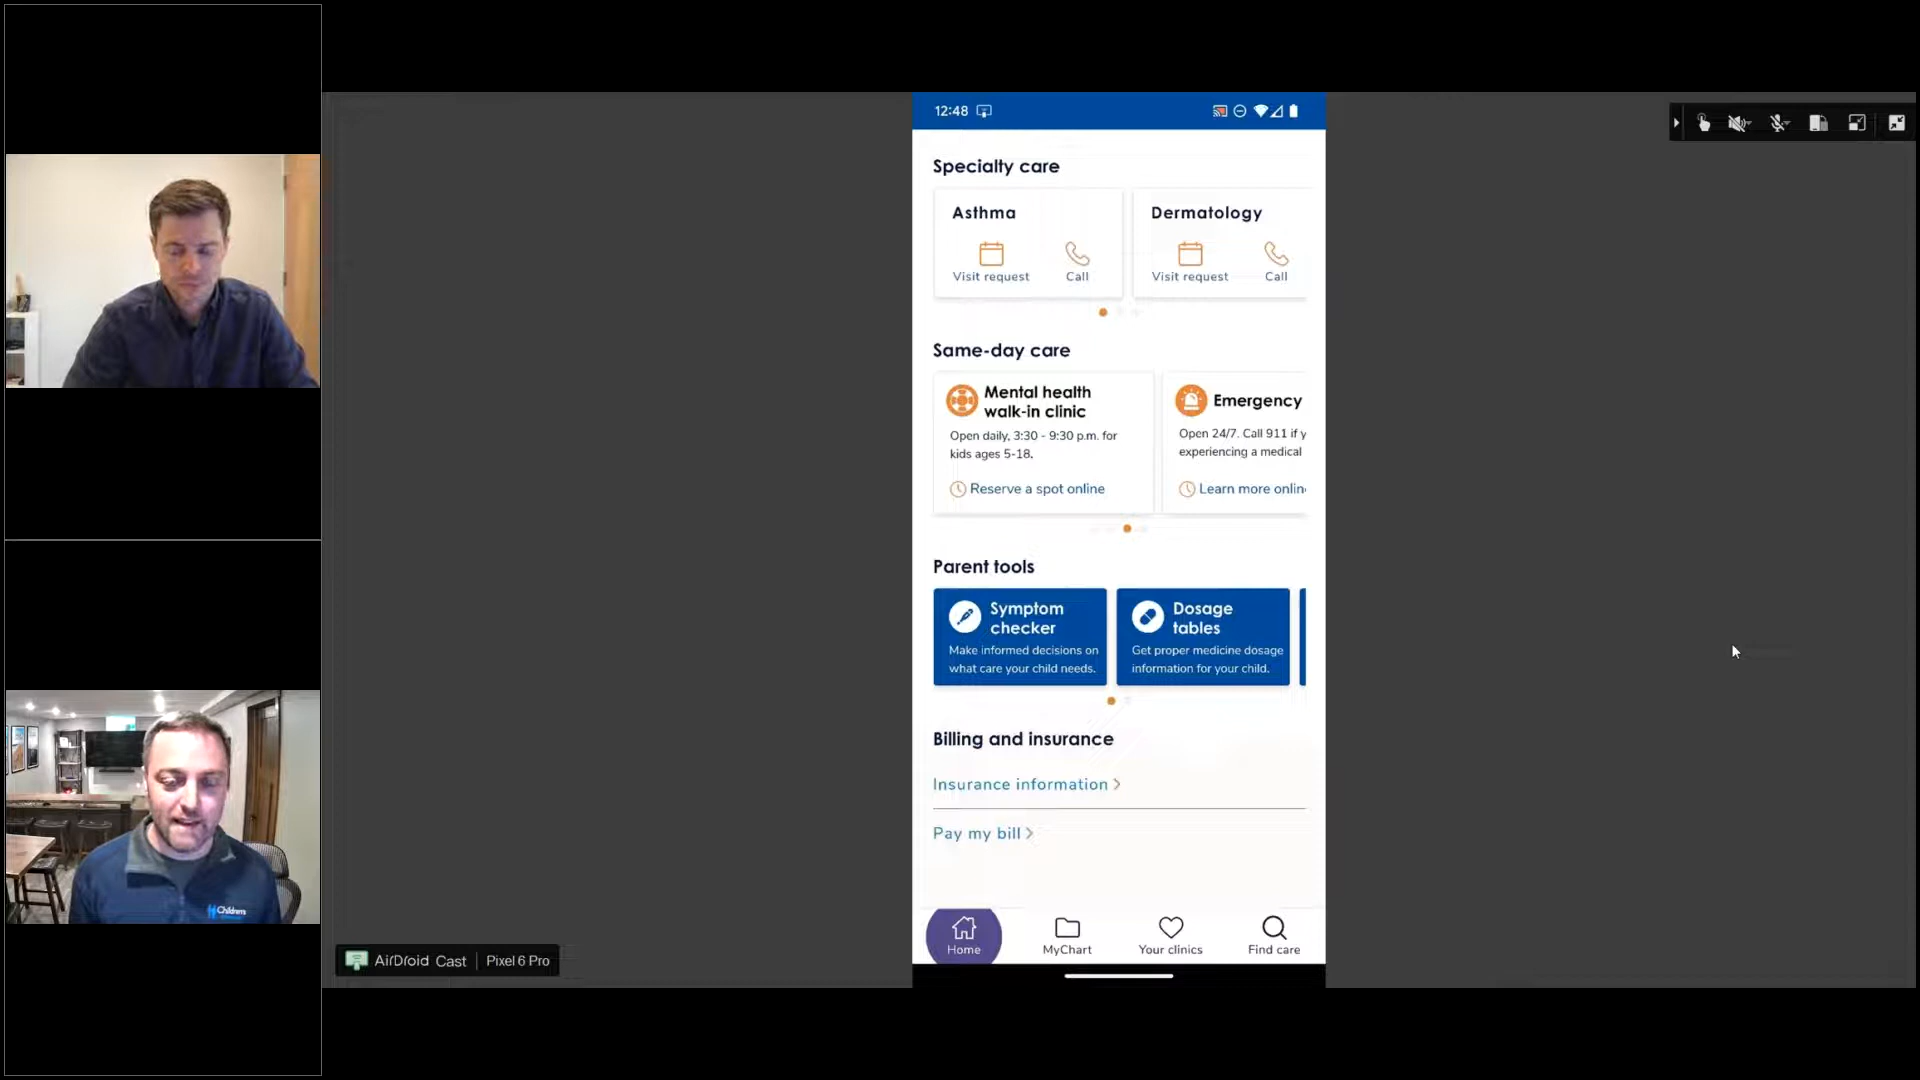 12:48
Specialty care
Asthma
Dermatology
Visit request
Call
Visit request
Call
Same-day care
Mental health
walk-in clinic
Open daily, 3:30 - 9:30 p.m. for
kids ages 5-18.
Reserve a spot online
Emergency
Open 24/7. Call 911 if y
experiencing a medical
Learn more onlin
Parent tools
Symptom
checker
Make informed decisions on
what care your child needs.
Dosage
tables
Get proper medicine dosage
information for your child.
Billing and insurance
Insurance information
Pay my bill
Home
MyChart
Your clinics
Find care
AirDroid Cast | Pixel 6 Pro
Children's